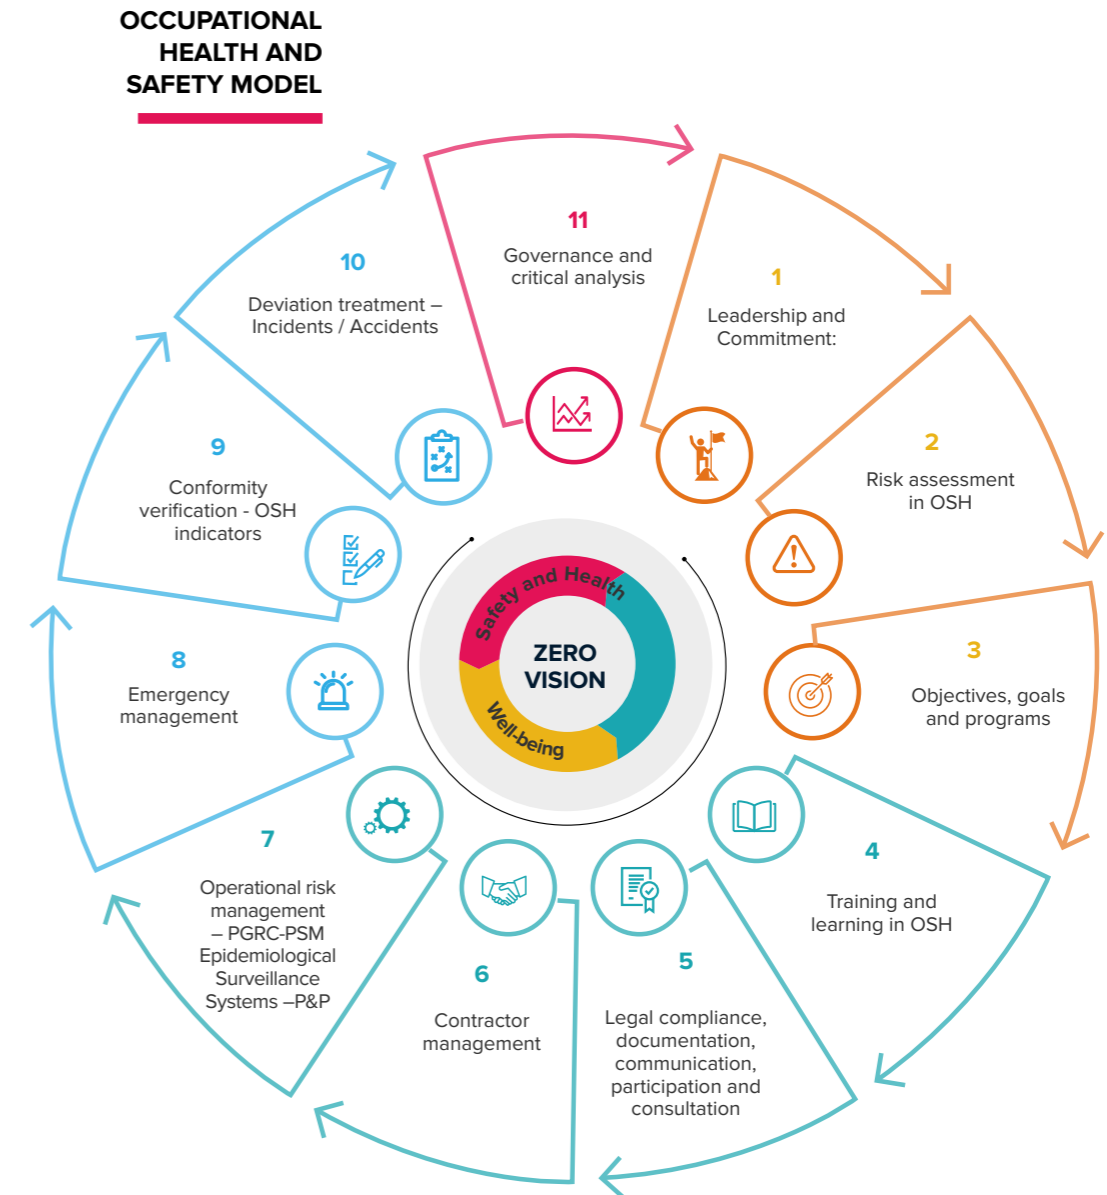 OCCUPATIONAL
HEALTH AND
SAFETY MODEL
11
Governance and
critical analysis
1
Leadership and
Commitment:
2
Risk assessment
in OSH
3
Objectives, goals
and programs
4
Training and
learning in OSH
5
Legal compliance,
documentation,
communication,
participation and
consultation
6
Contractor
management
7
Operational risk
management
– PGRC-PSM
Epidemiological
Surveillance
Systems –P&P
8
Emergency
management
9
Conformity
verification - OSH
indicators
10
Deviation treatment –
Incidents / Accidents
Safety and Health
ZERO
VISION
Well-being